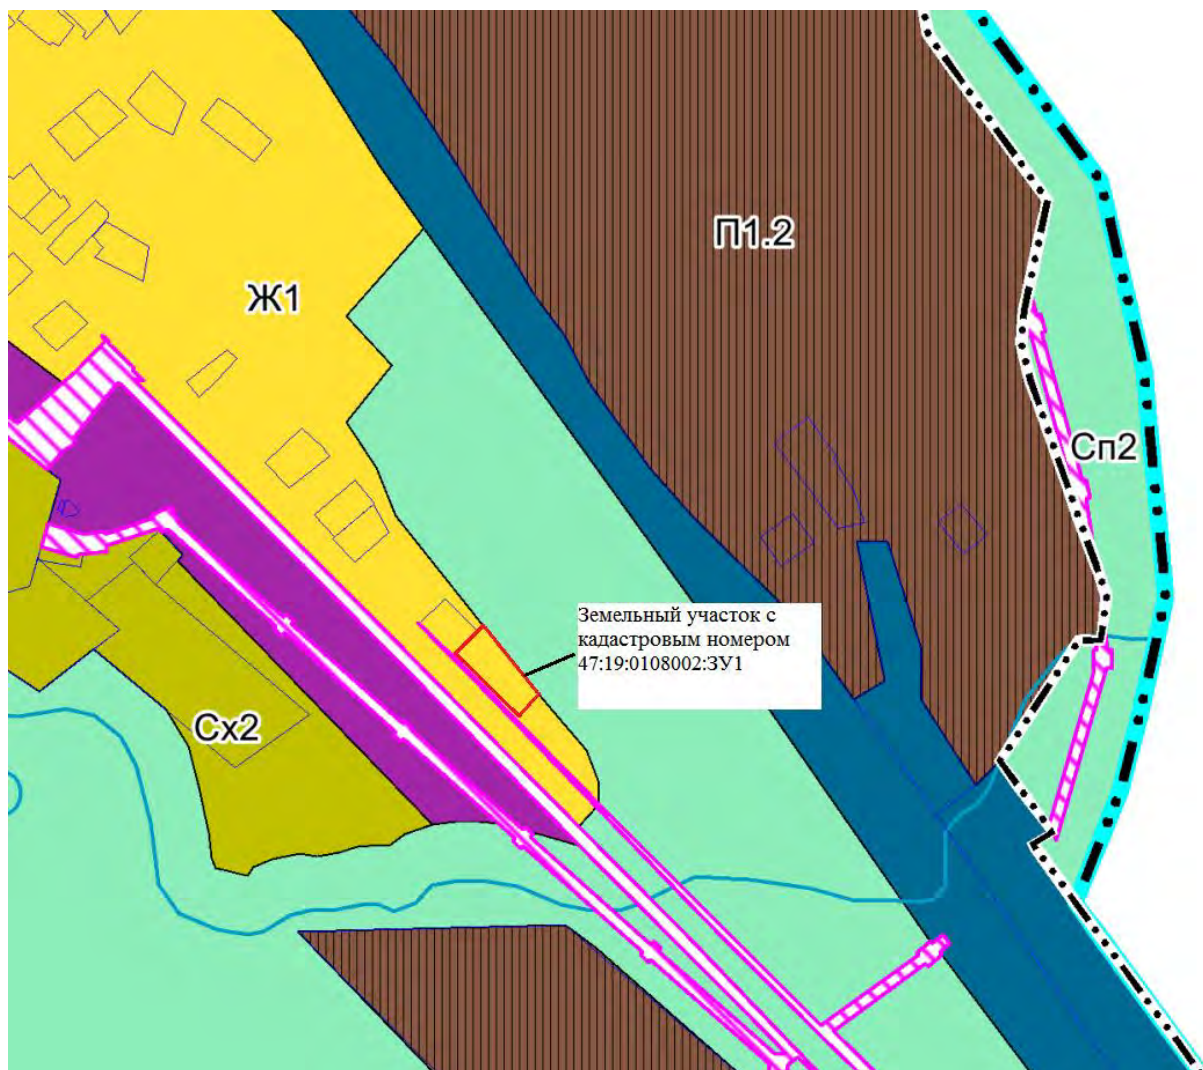 П1.2
Ж1
Сп2
Земельный участок с
кадастровым номером
47:19:0108002:ЗУ1
Сх2